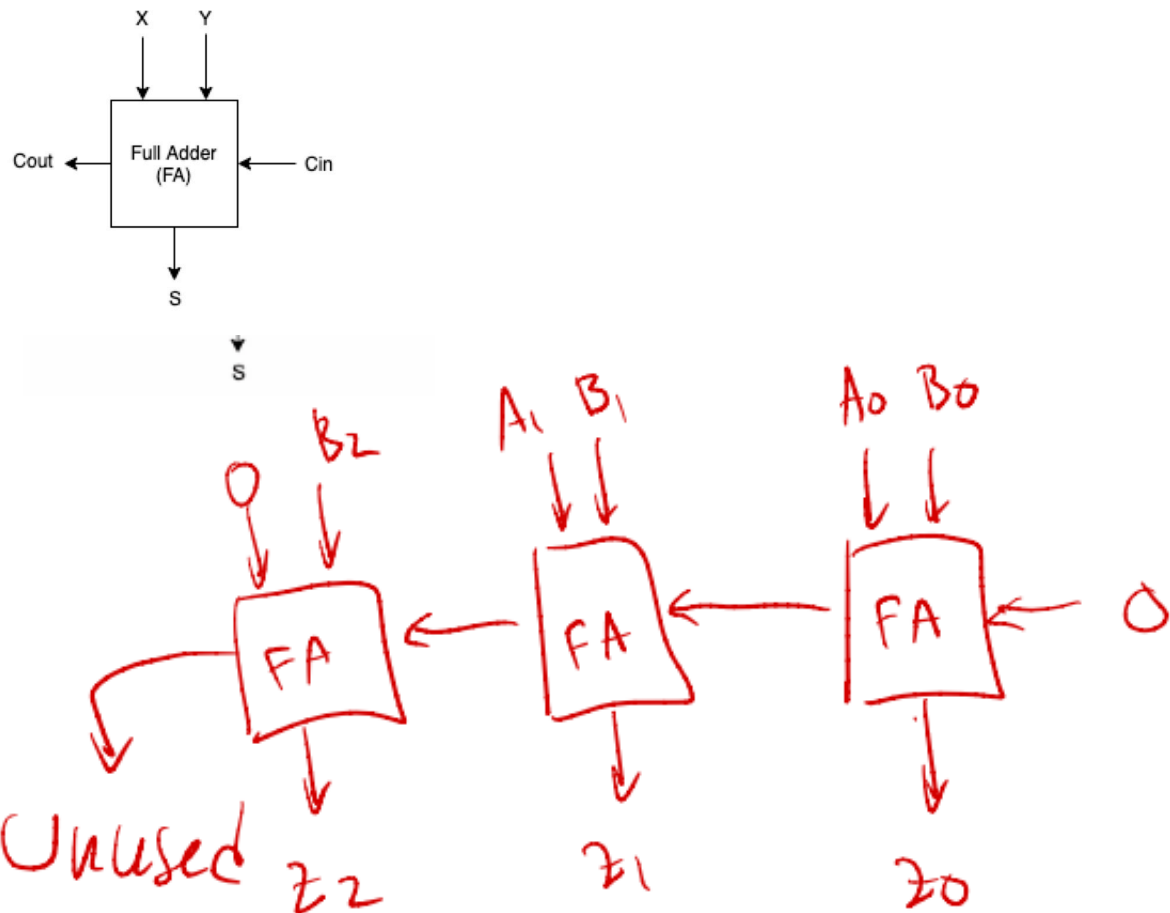 X Y
Cout
Full Adder
(FA)
Cin
S
S
0 B2 A1 B1 A0 B0
FA FA FA 0
Unused Z2 Z1 Z0